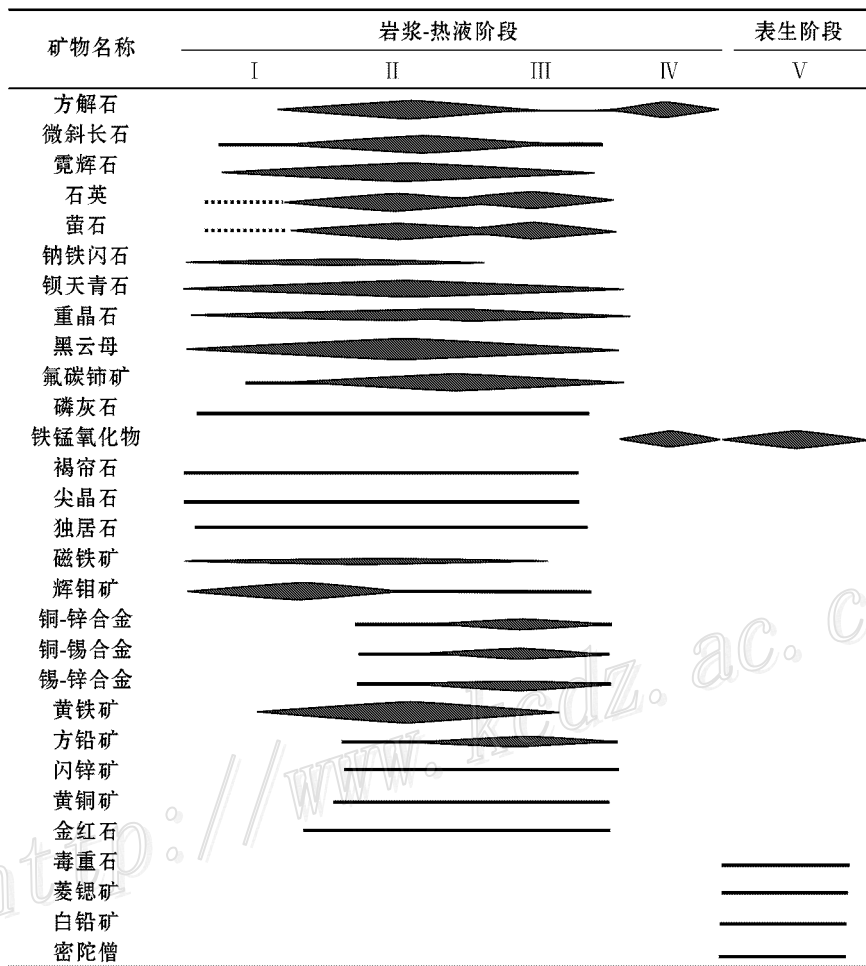 矿物名称 岩浆-热液阶段 表生阶段
I II III IV V
方解石
微斜长石
霓辉石
石英
萤石
钠铁闪石
钡天青石
重晶石
黑云母
氟碳铈矿
磷灰石
铁锰氧化物
褐帘石
尖晶石
独居石
磁铁矿
辉钼矿
铜-锌合金
铜-锡合金
锡-锌合金
黄铁矿
方铅矿
闪锌矿
黄铜矿
金红石
毒重石
菱锶矿
白铅矿
密陀僧
http://www.kcdz.ac.c